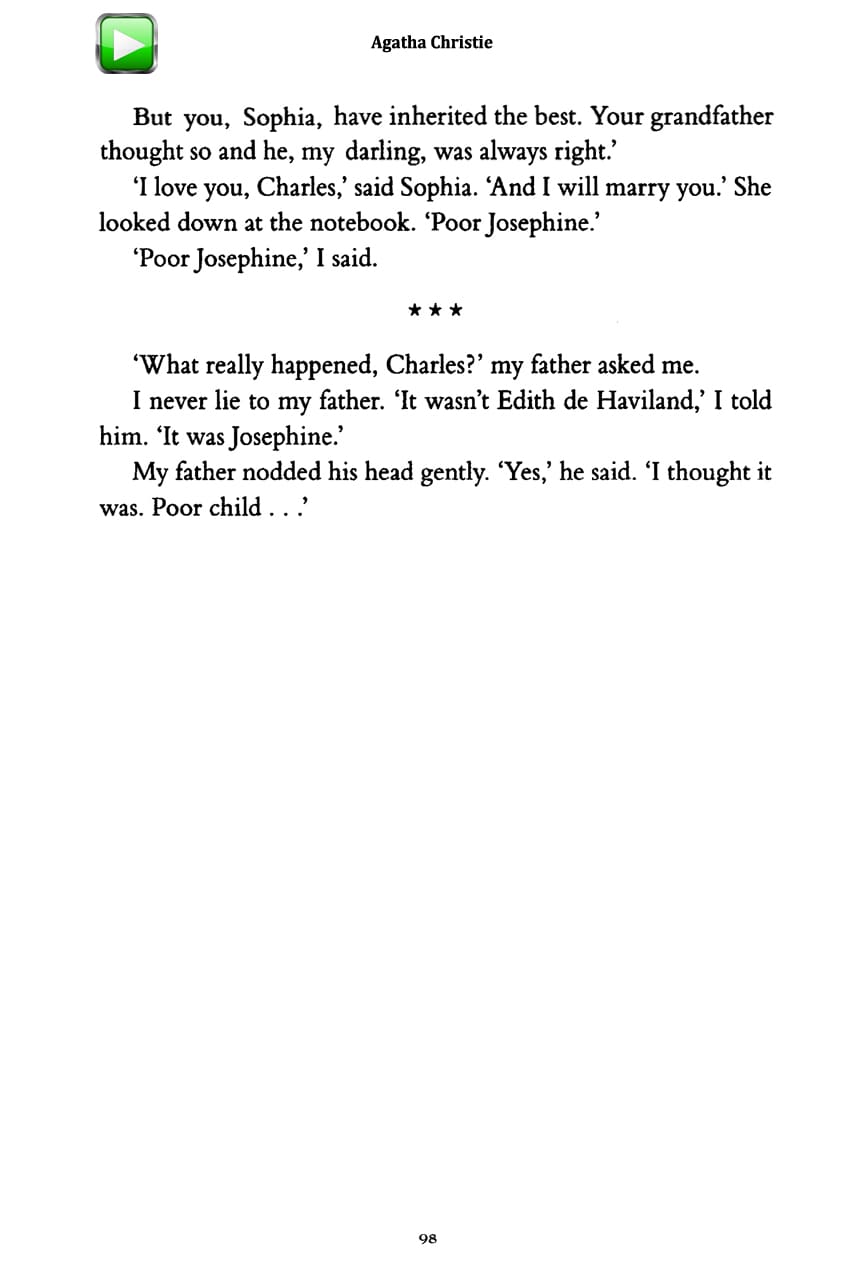 Agatha Christie
But you, Sophia, have inherited the best. Your grandfather
thought so and he, my darling, was always right.’
‘I love you, Charles,’ said Sophia. ‘And I will marry you.’ She
looked down at the notebook. ‘Poor Josephine.’
‘Poor Josephine,’ I said.
★ ★ ★
‘What really happened, Charles?’ my father asked me.
I never lie to my father. ‘It wasn’t Edith de Haviland,’ I told
him. ‘It was Josephine.’
My father nodded his head gently. ‘Yes,’ he said. ‘I thought it
was. Poor child . . .’
98